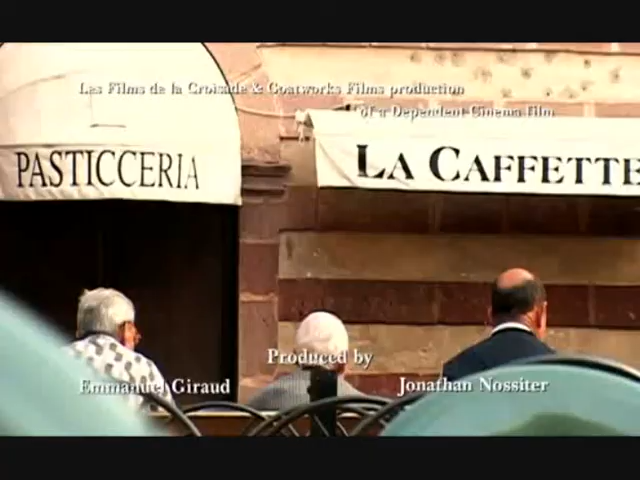 Les Films de la Croisade & Goatworks Films production
of a Dependent Cinema Film
PASTICCERIA
LA CAFFETTE
Produced by
Emmanuel Giraud
Jonathan Nossiter